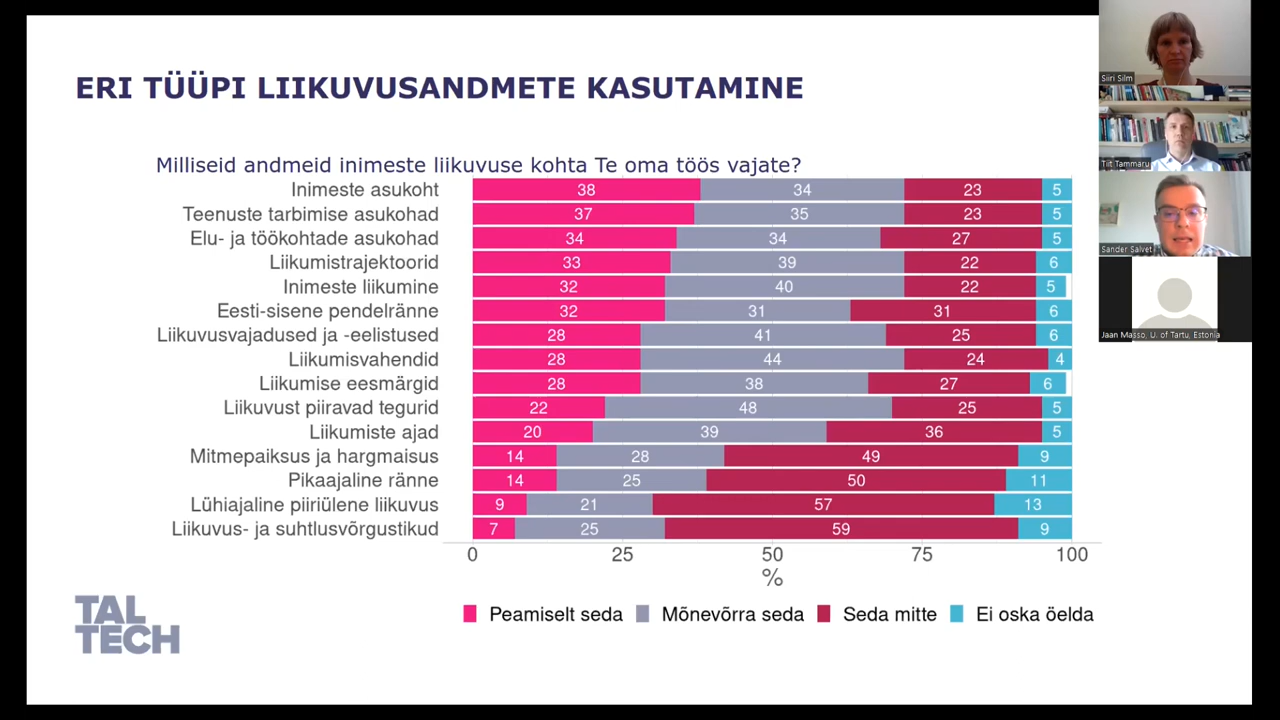 ERI TÜÜPI LIIKUVUSANDMETE KASUTAMINE
Milliseid andmeid inimeste liikuvuse kohta Te oma töös vajate?
Inimeste asukoht 38 34 23 5
Teenuste tarbimise asukohad 37 35 23 5
Elu- ja töökohtade asukohad 34 34 27 5
Liikumistrajektoorid 33 39 22 6
Inimeste liikumine 32 40 22 5
Eesti-sisene pendelränne 32 31 31 6
Liikuvusvajadused ja -eelistused 28 41 25 6
Liikumisvahendid 28 44 24 4
Liikumise eesmärgid 28 38 27 6
Liikuvust piiravad tegurid 22 48 25 5
Liikumiste ajad 20 39 36 5
Mitmepaiksus ja hargmaisus 14 28 49 9
Pikaajaline ränne 14 25 50 11
Lühiajaline piiriülene liikuvus 9 21 57 13
Liikuvus- ja suhtlusvõrgustikud 7 25 59 9
0 25 50 75 100
%
Peamiselt seda Mõnevõrra seda Seda mitte Ei oska öelda
TAL
TECH
Siiri Silm
Tiit Tammaru
Sander Salvet
Jaan Masso, U. of Tartu, Estonia